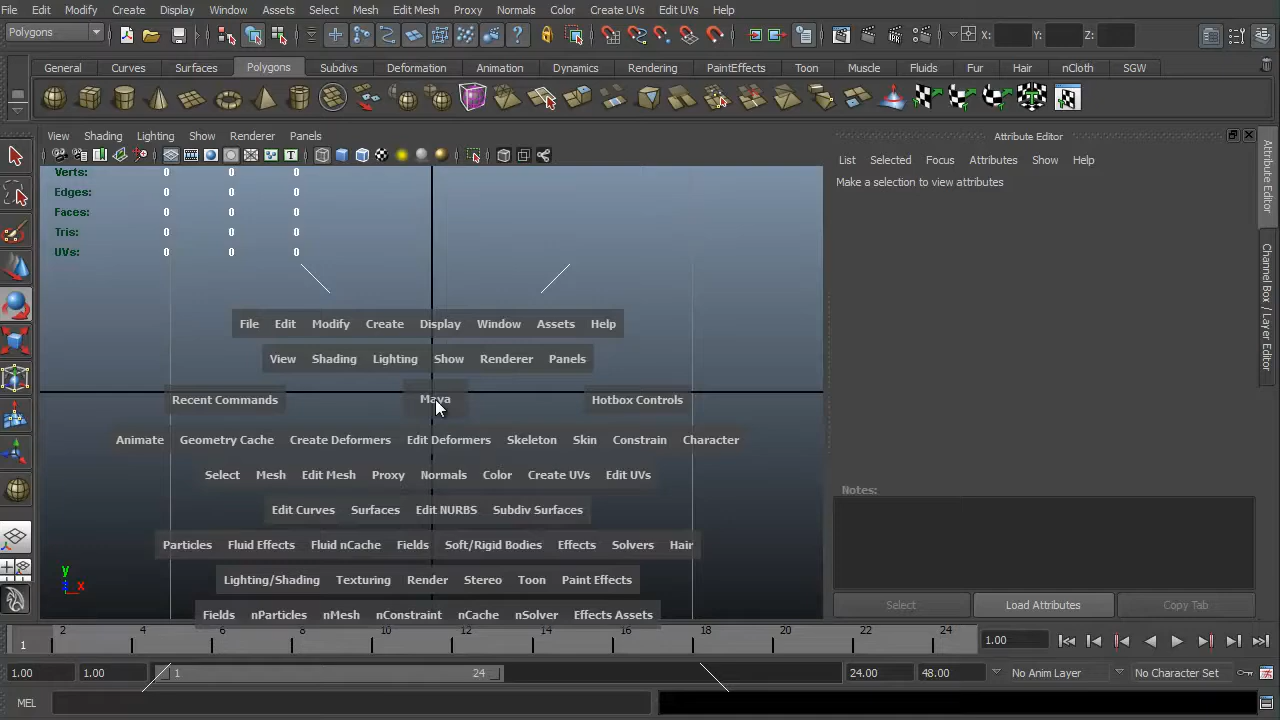 File Edit Modify Create Display Window Assets Select Mesh Edit Mesh Proxy Normals Color Create UVs Edit UVs Help
Polygons X: Y: Z:
General Curves Surfaces Polygons Subdivs Deformation Animation Dynamics Rendering PaintEffects Toon Muscle Fluids Fur Hair nCloth SGW
View Shading Lighting Show Renderer Panels
Attribute Editor
List Selected Focus Attributes Show Help
Make a selection to view attributes
Verts: 0 0 0
Edges: 0 0 0
Faces: 0 0 0
Tris: 0 0 0
UVs: 0 0 0
File Edit Modify Create Display Window Assets Help
View Shading Lighting Show Renderer Panels
Recent Commands Maya Hotbox Controls
Animate Geometry Cache Create Deformers Edit Deformers Skeleton Skin Constrain Character
Select Mesh Edit Mesh Proxy Normals Color Create UVs Edit UVs
Edit Curves Surfaces Edit NURBS Subdiv Surfaces
Particles Fluid Effects Fluid nCache Fields Soft/Rigid Bodies Effects Solvers Hair
Lighting/Shading Texturing Render Stereo Toon Paint Effects
Fields nParticles nMesh nConstraint nCache nSolver Effects Assets
y
x
Notes:
Select Load Attributes Copy Tab
Attribute Editor
Channel Box / Layer Editor
1 2 4 6 8 10 12 14 16 18 20 22 24 1.00
1.00 1.00 1 24 24.00 48.00 No Anim Layer No Character Set
MEL